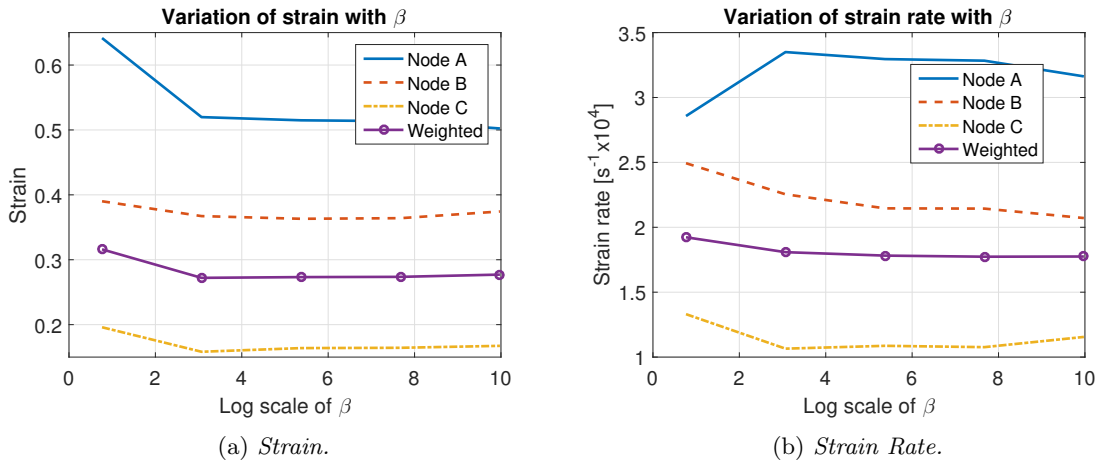 Variation of strain with β
0.6
0.5
0.4
0.3
0.2
Strain
0 2 4 6 8 10
Log scale of β
Node A
Node B
Node C
Weighted
(a) Strain.
Variation of strain rate with β
3.5
3
2.5
2
1.5
1
Strain rate [s⁻¹x10⁴]
0 2 4 6 8 10
Log scale of β
Node A
Node B
Node C
Weighted
(b) Strain Rate.